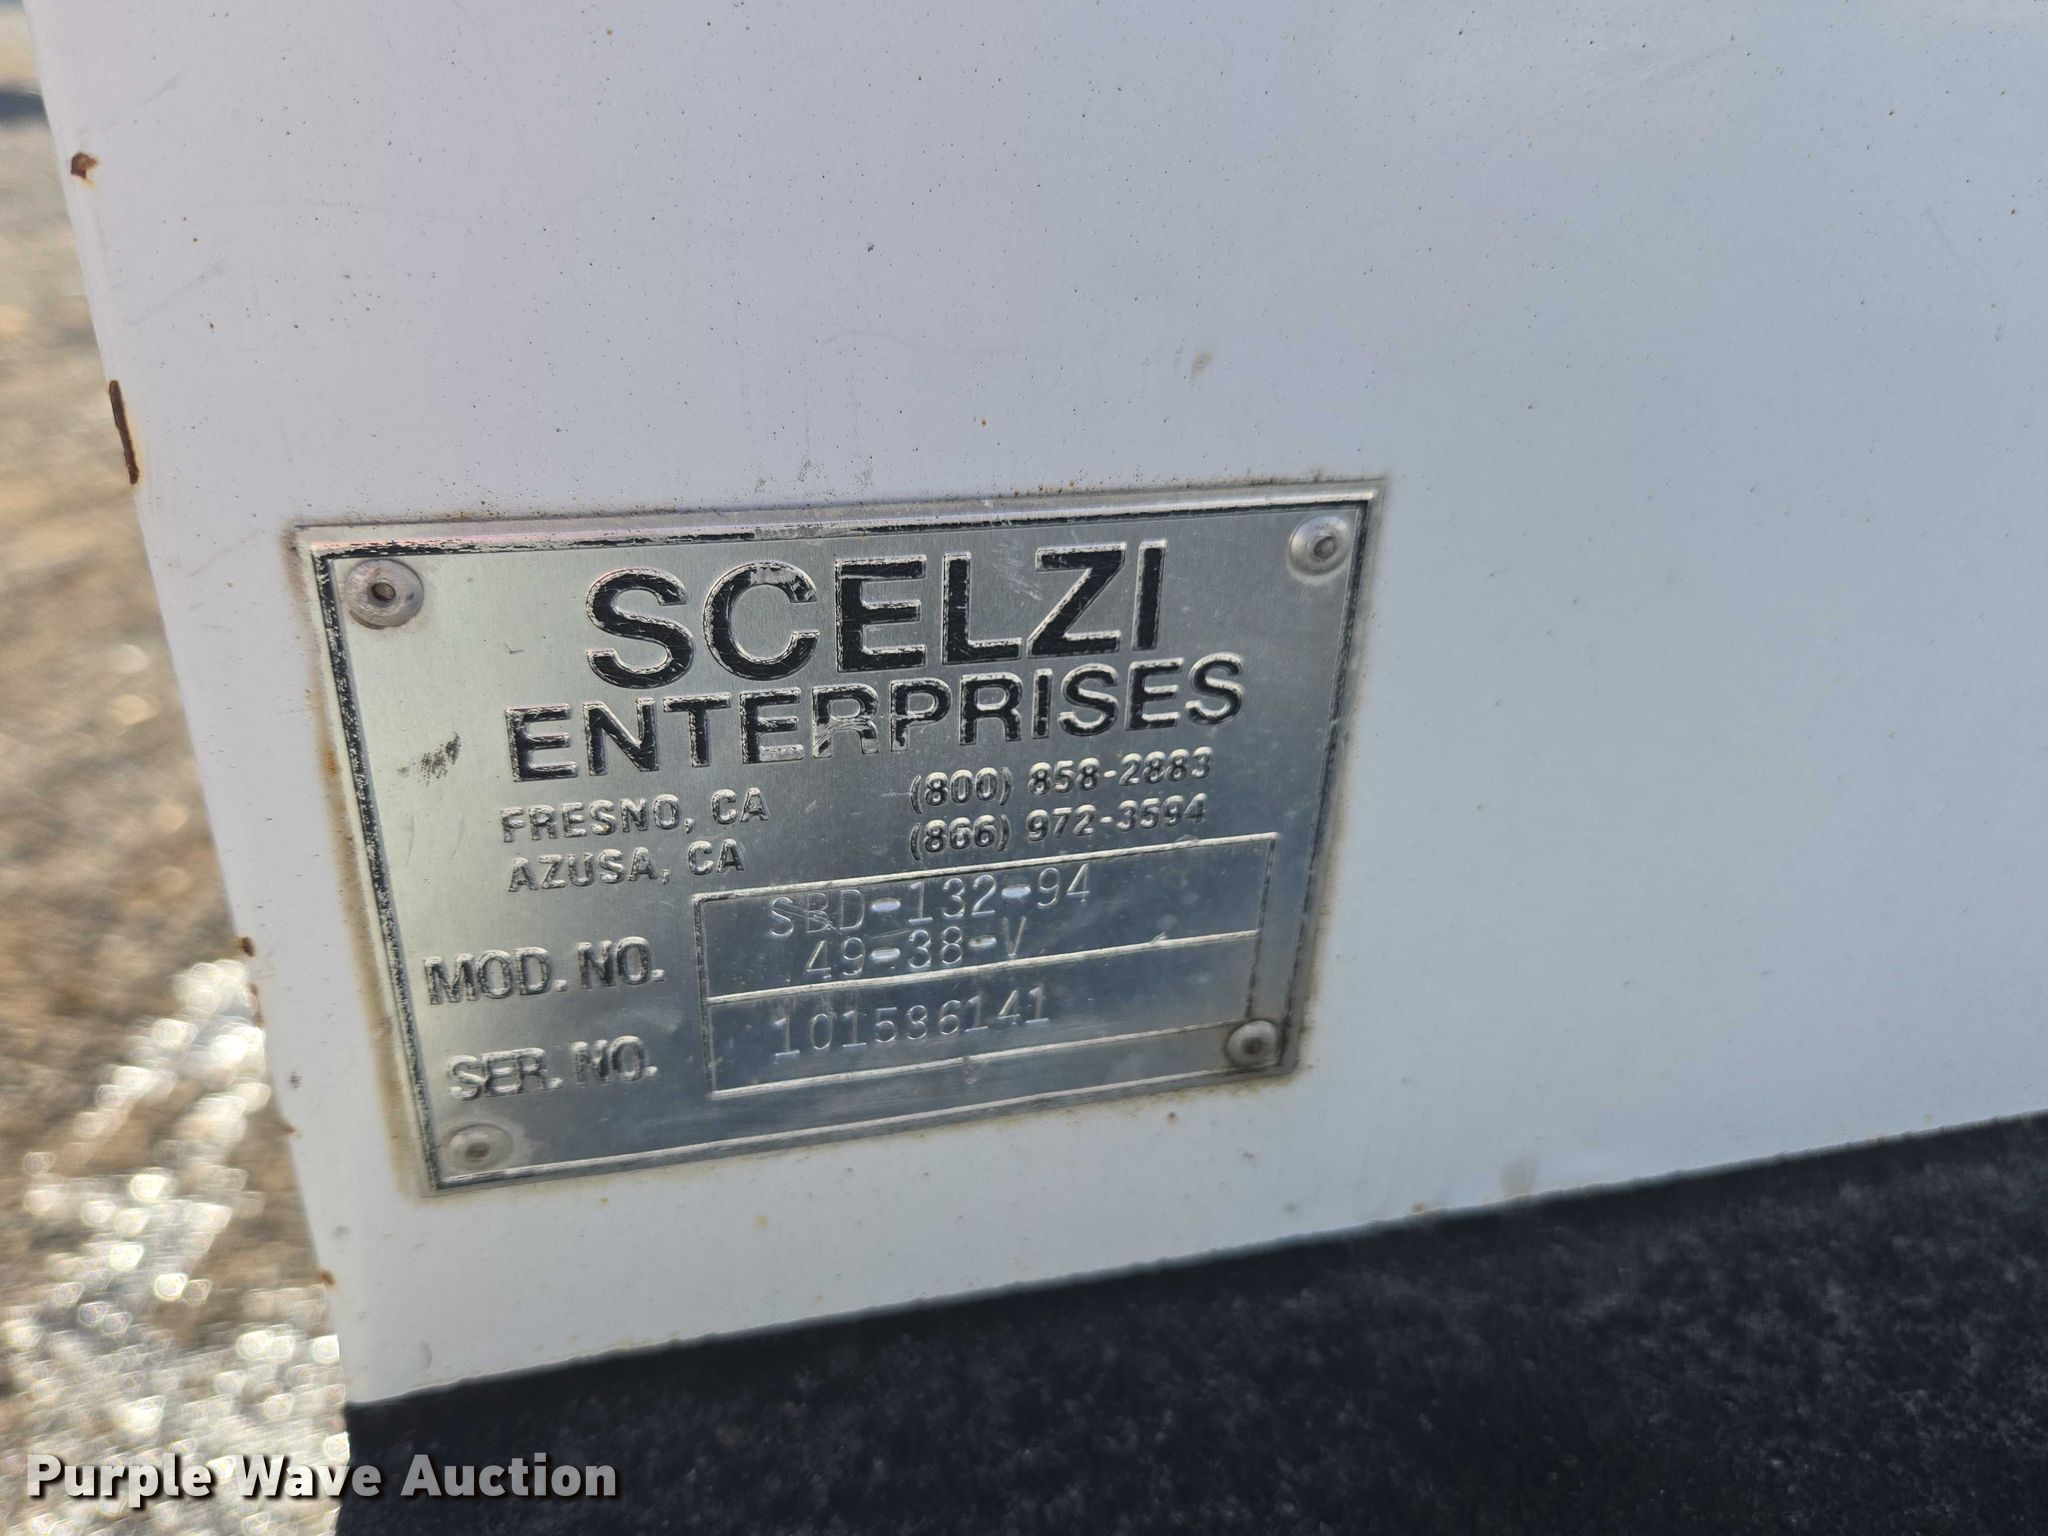 SCELZI
ENTERPRISES
FRESNO, CA (800) 858-2883
AZUSA, CA (866) 972-3594
MOD. NO. SBD-132-94
49-38-V
SER. NO. 101536141
Purple Wave Auction